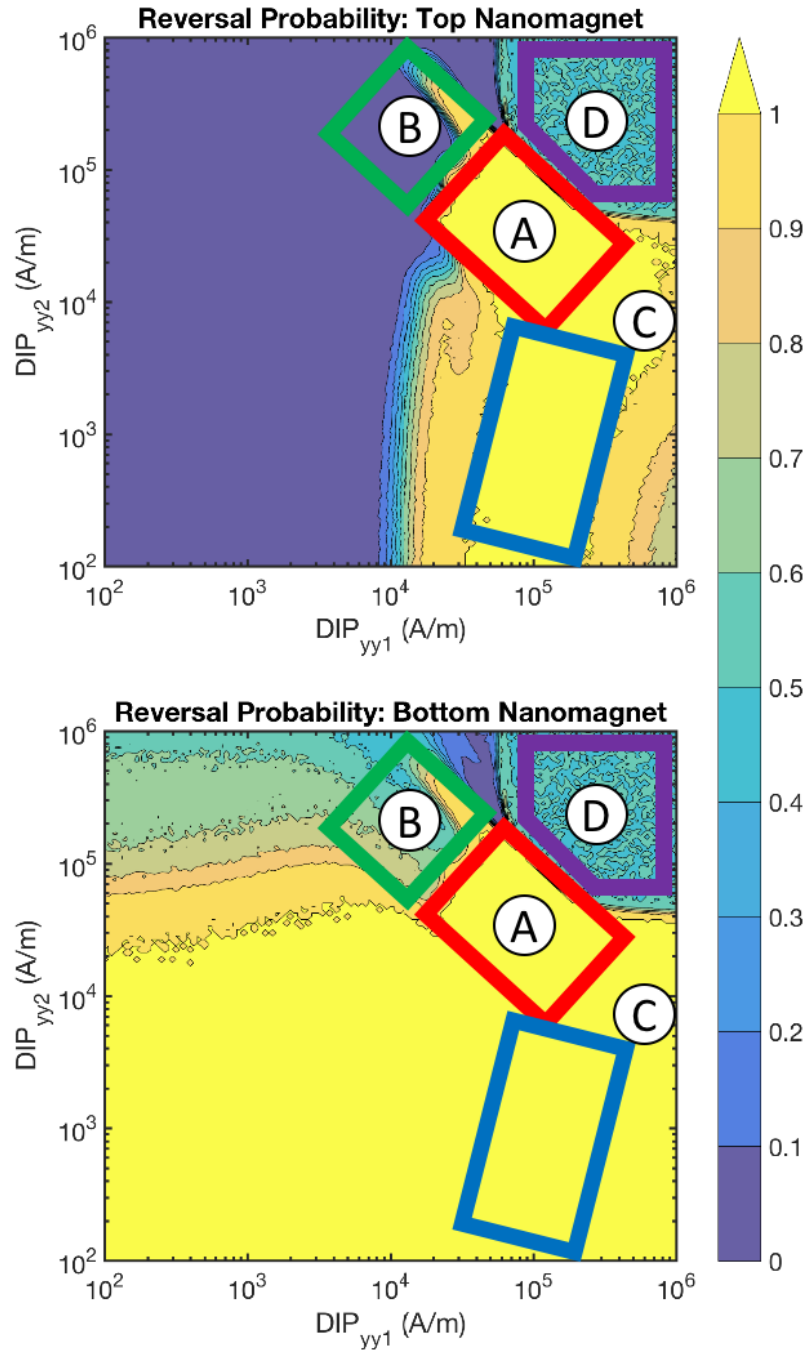 Reversal Probability: Top Nanomagnet
10^6
10^5
10^4
10^3
10^2
DIP_yy2 (A/m)
B
D
A
C
10^2 10^3 10^4 10^5 10^6
DIP_yy1 (A/m)
1
0.9
0.8
0.7
0.6
0.5
0.4
0.3
0.2
0.1
0
Reversal Probability: Bottom Nanomagnet
10^6
10^5
10^4
10^3
10^2
DIP_yy2 (A/m)
B
D
A
C
10^2 10^3 10^4 10^5 10^6
DIP_yy1 (A/m)